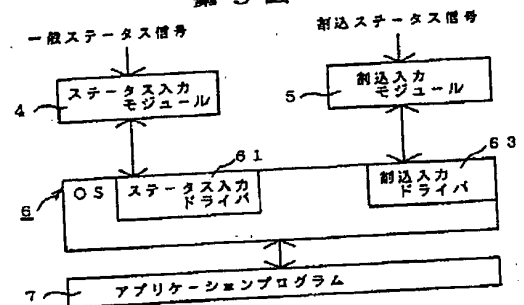 一般ステータス信号
割込ステータス信号
4
ステータス入力
モジュール
5
割込入力
モジュール
61
63
6
OS
ステータス入力
ドライバ
割込入力
ドライバ
7
アプリケーションプログラム